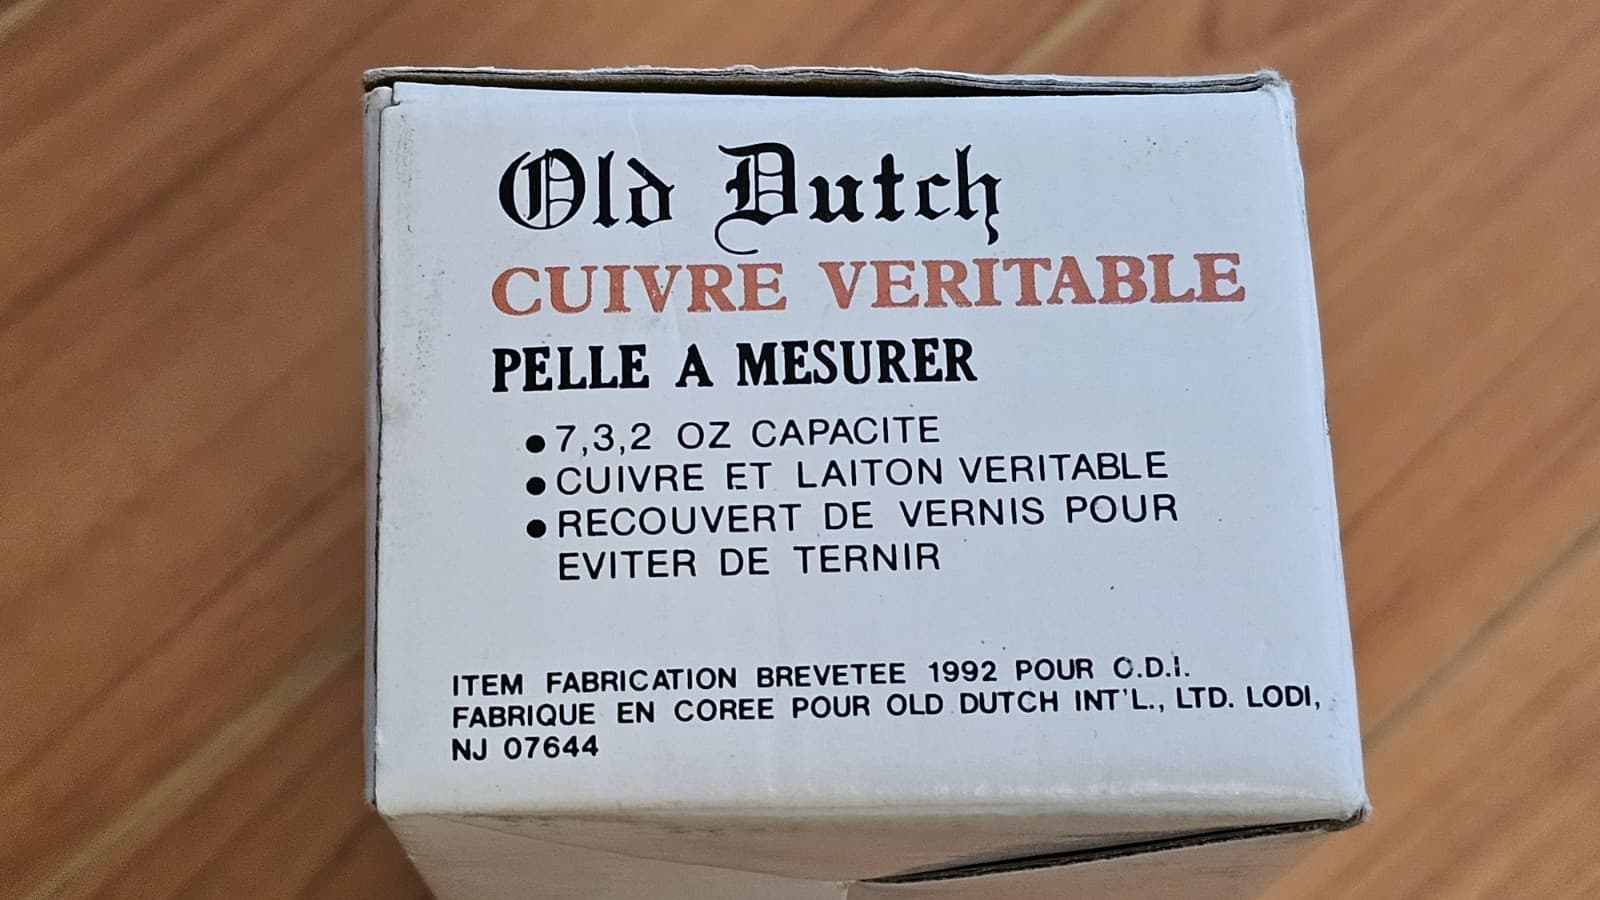 Old Dutch
CUIVRE VERITABLE
PELLE A MESURER
● 7,3,2 OZ CAPACITE
● CUIVRE ET LAITON VERITABLE
● RECOUVERT DE VERNIS POUR
EVITER DE TERNIR
ITEM FABRICATION BREVETEE 1992 POUR O.D.I.
FABRIQUE EN COREE POUR OLD DUTCH INT'L., LTD. LODI,
NJ 07644